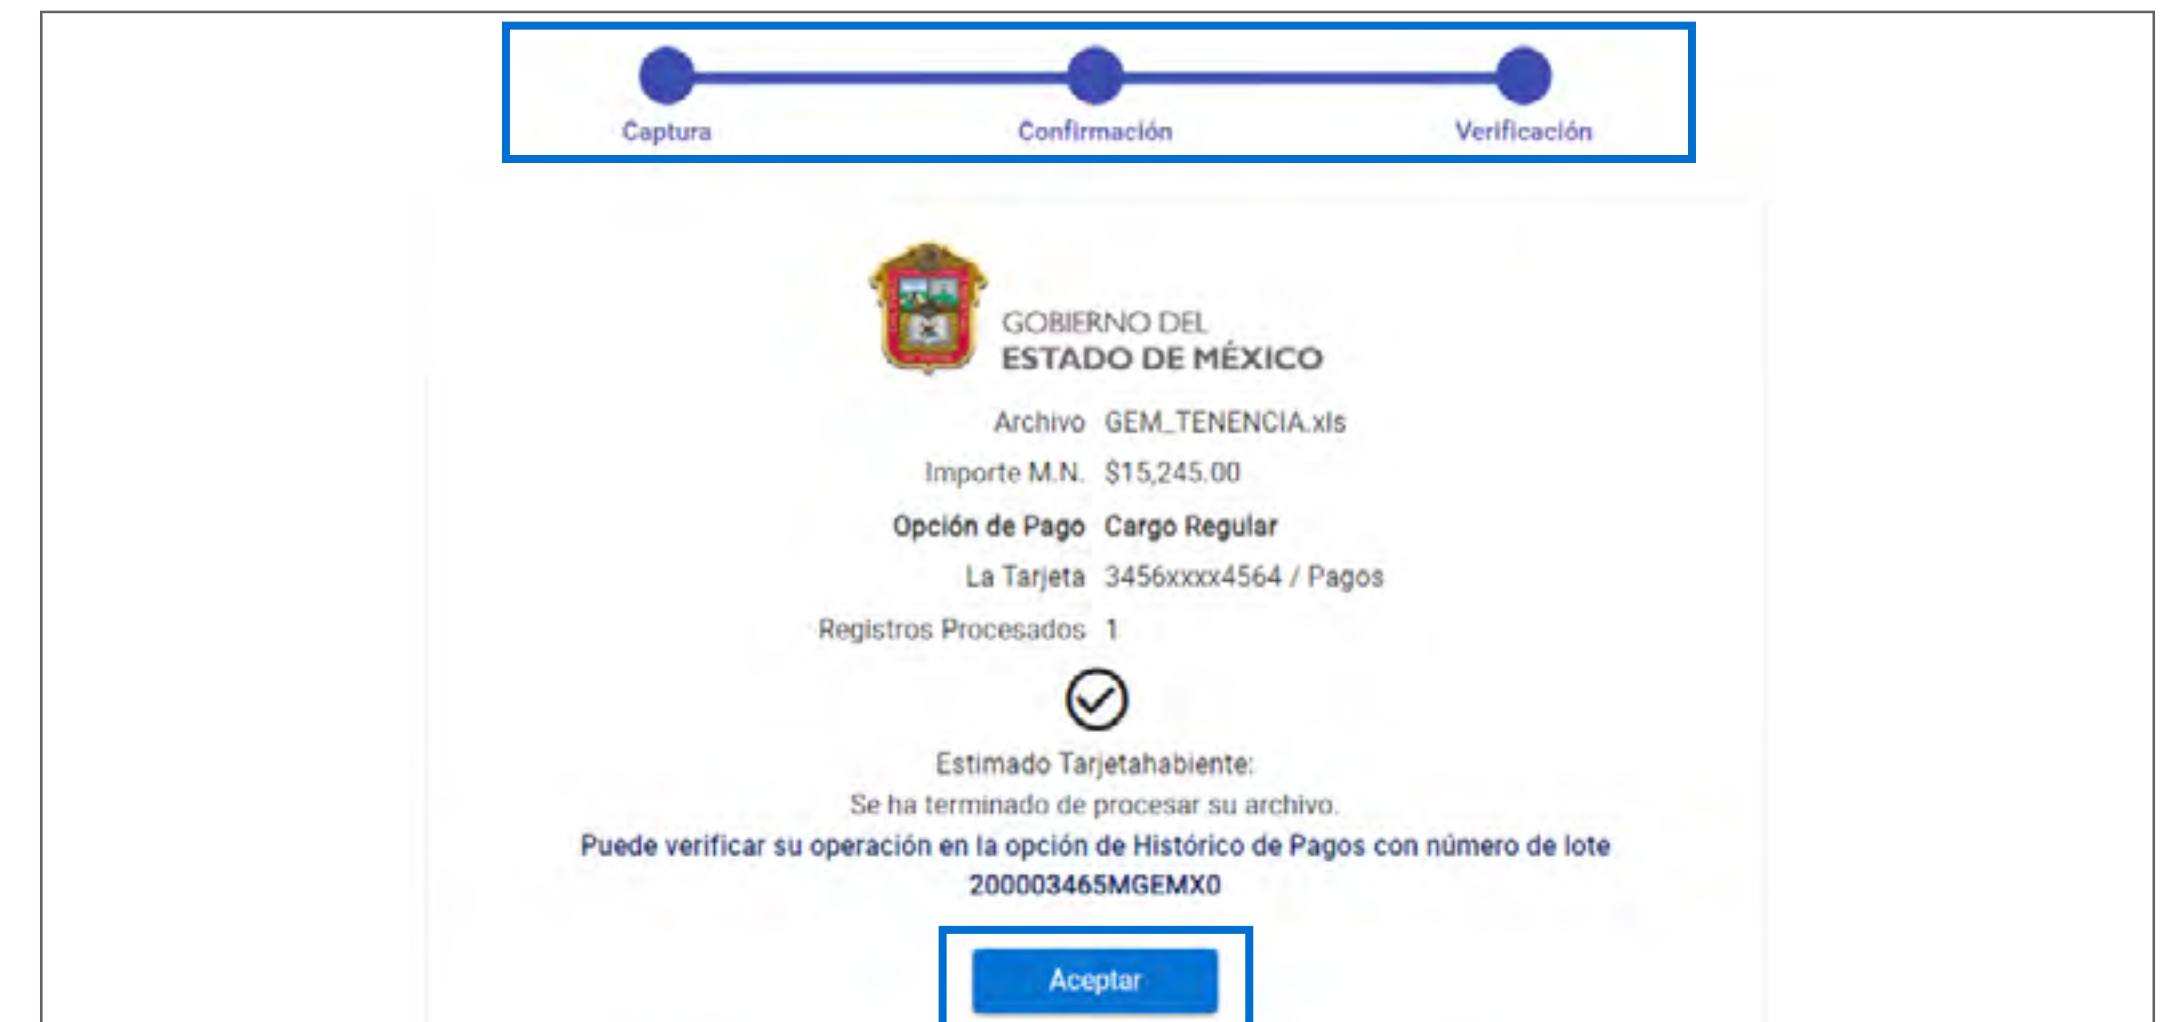 Captura Confirmación Verificación
GOBIERNO DEL
ESTADO DE MÉXICO
Archivo GEM_TENENCIA.xls
Importe M.N. $15,245.00
Opción de Pago Cargo Regular
La Tarjeta 3456xxxx4564 / Pagos
Registros Procesados 1
Estimado Tarjetahabiente:
Se ha terminado de procesar su archivo.
Puede verificar su operación en la opción de Histórico de Pagos con número de lote
200003465MGEMX0
Aceptar